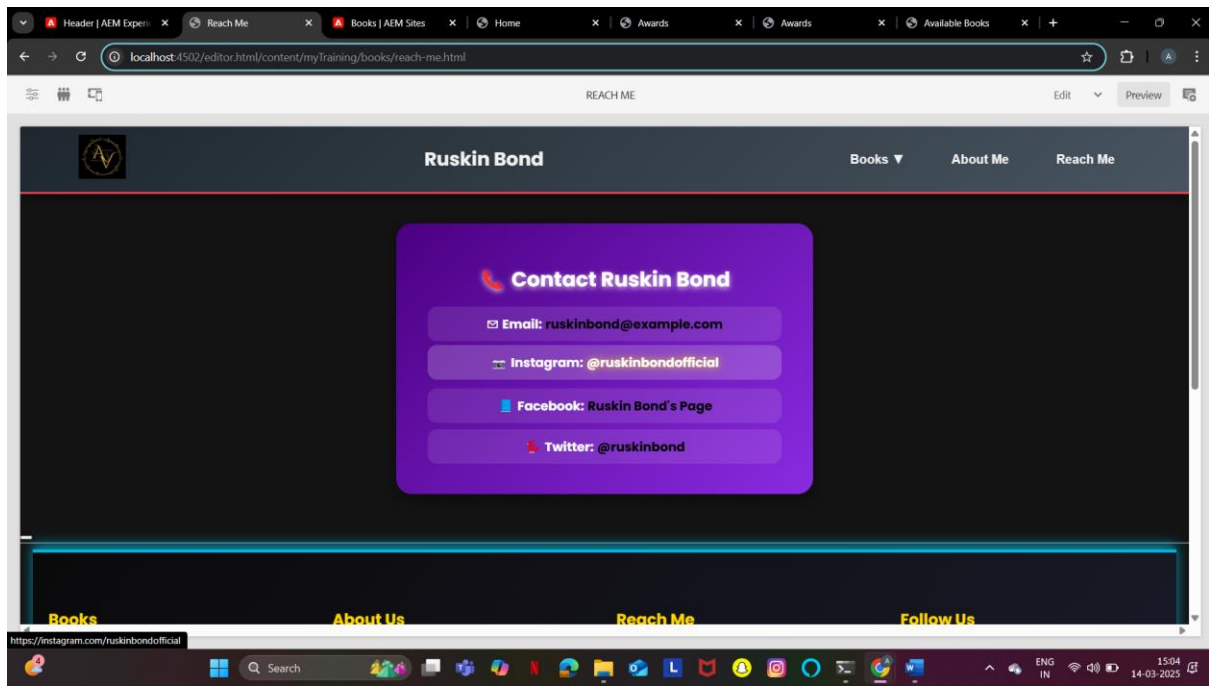 Header | AEM Experi
Reach Me
Books | AEM Sites
Home
Awards
Awards
Available Books
localhost:4502/editor.html/content/myTraining/books/reach-me.html
A
REACH ME
Edit
Preview
AV
Ruskin Bond
Books ▼
About Me
Reach Me
📞 Contact Ruskin Bond
✉ Email: ruskinbond@example.com
📷 Instagram: @ruskinbondofficial
📘 Facebook: Ruskin Bond's Page
Twitter: @ruskinbond
Books
About Us
Reach Me
Follow Us
https://instagram.com/ruskinbondofficial
4
Search
L
N
W
ENG
IN
15:04
14-03-2025